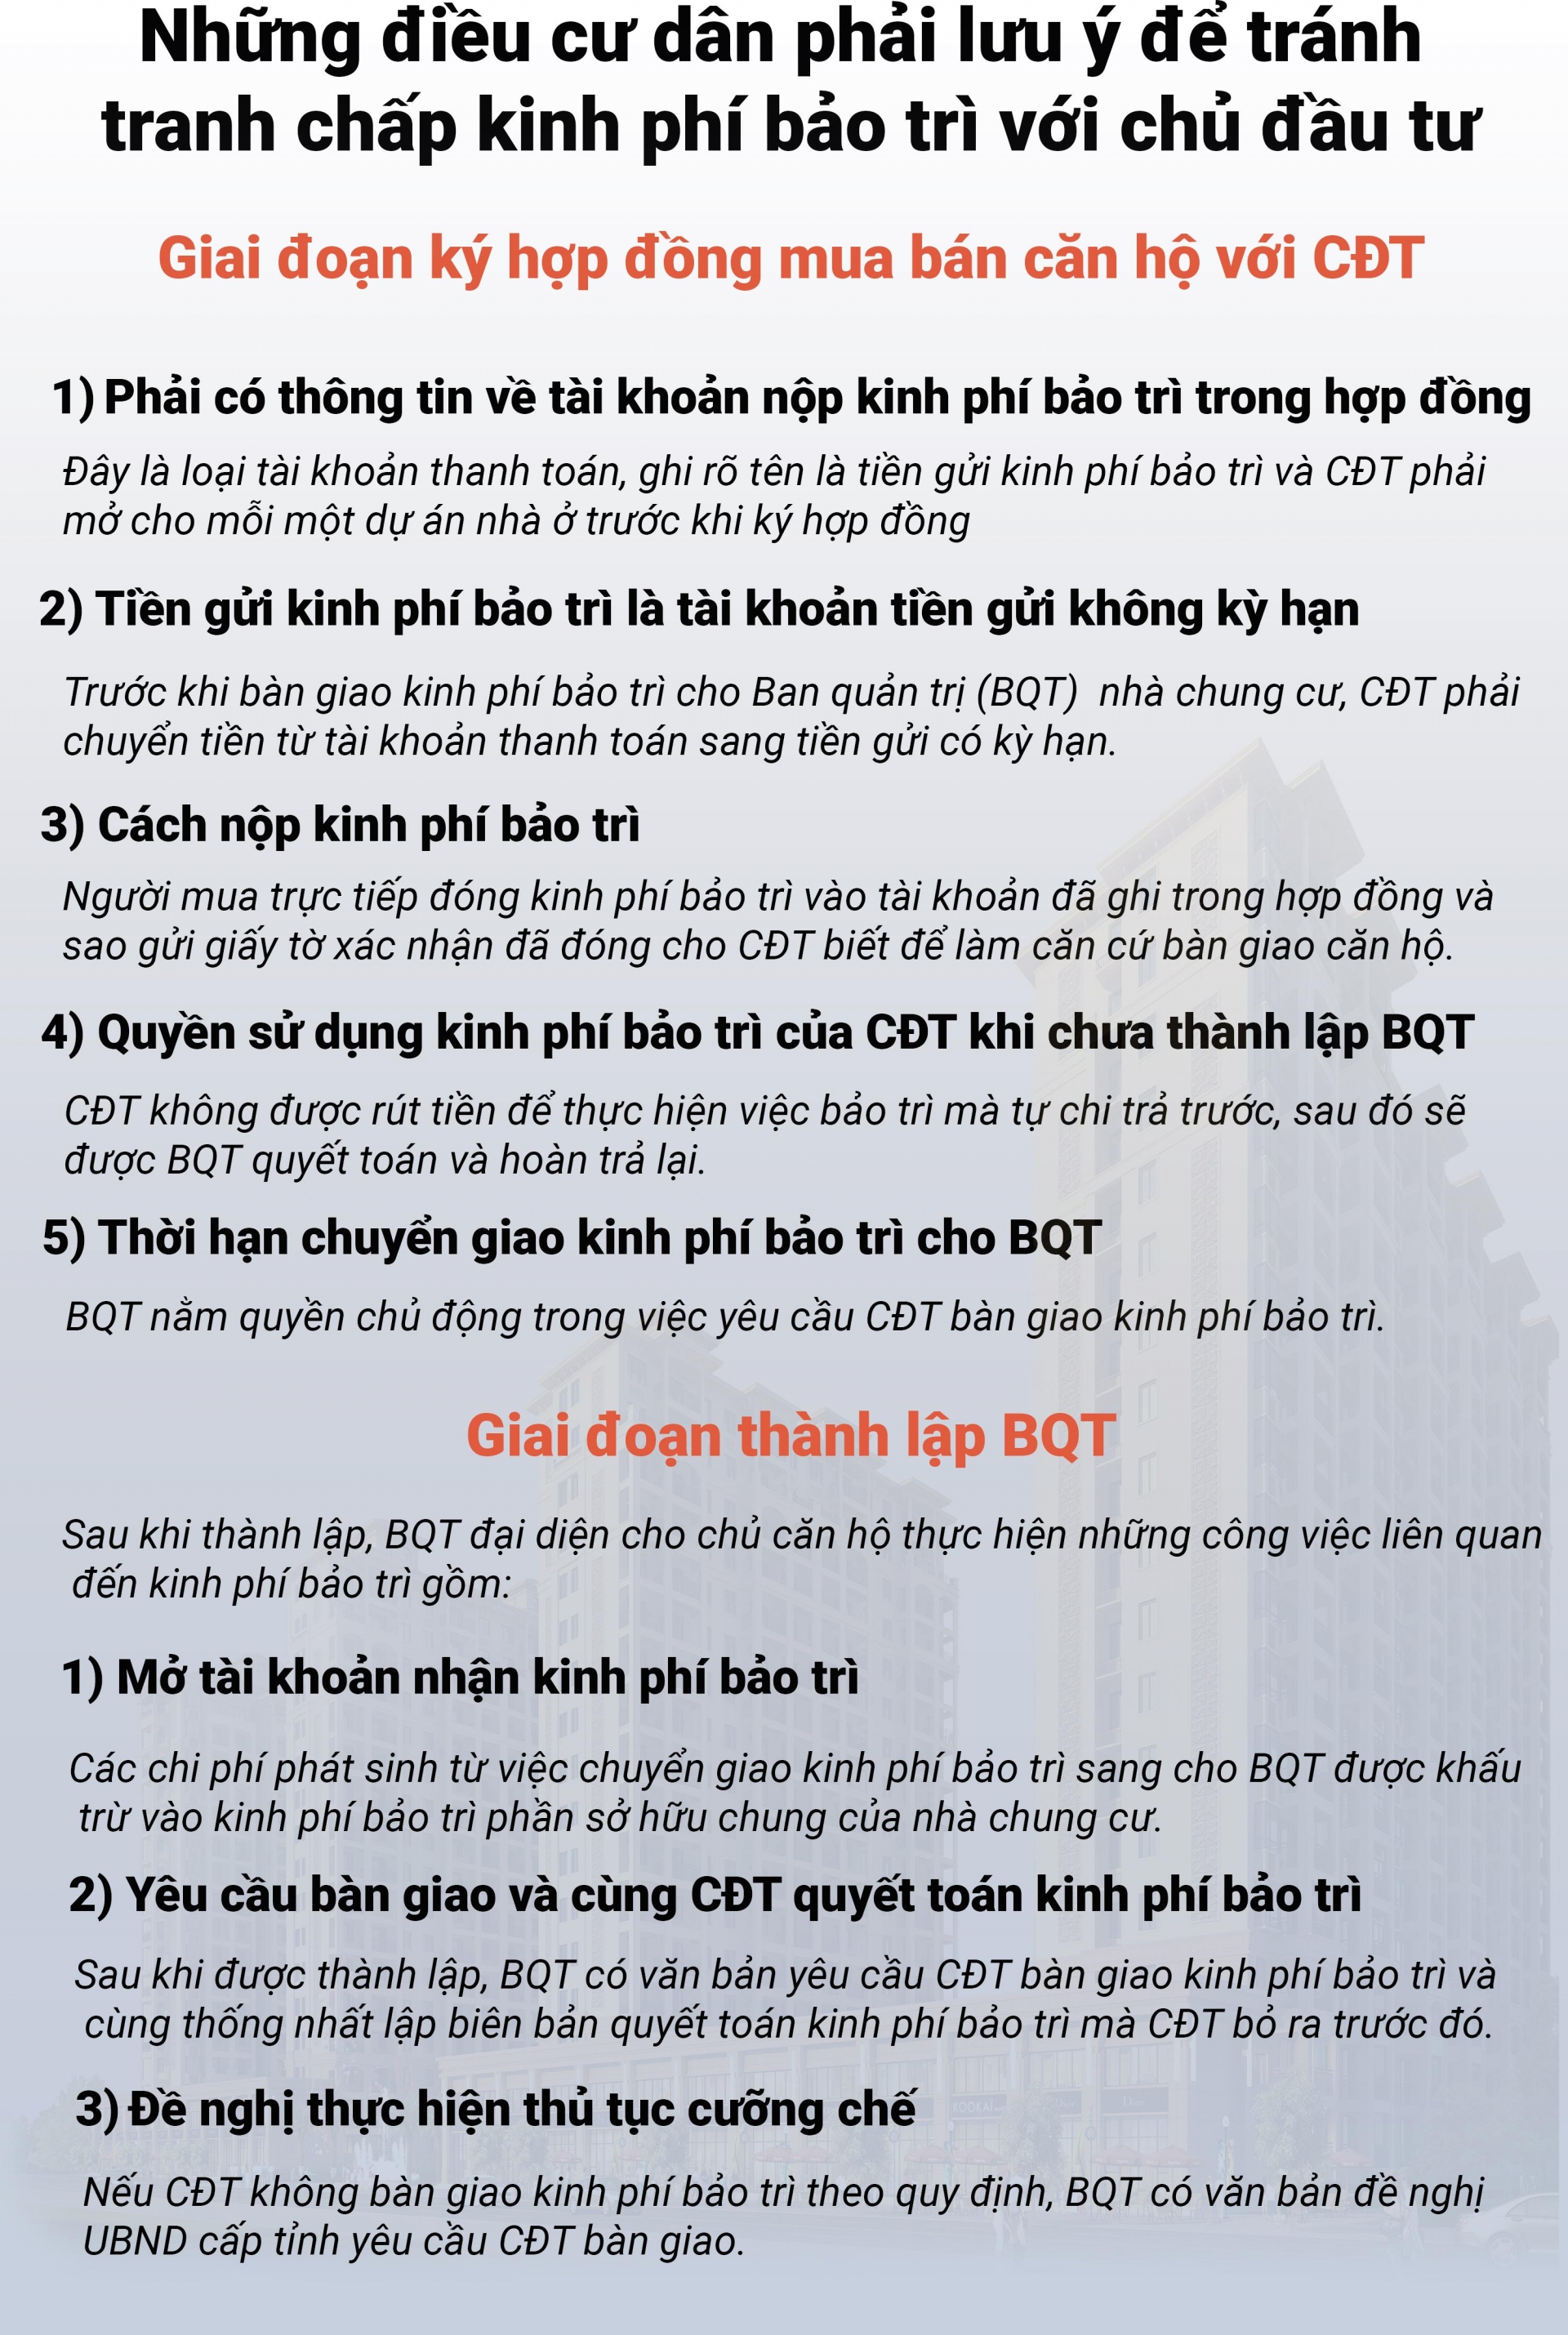 Những điều cư dân phải lưu ý để tránh
tranh chấp kinh phí bảo trì với chủ đầu tư
Giai đoạn ký hợp đồng mua bán căn hộ với CĐT
1) Phải có thông tin về tài khoản nộp kinh phí bảo trì trong hợp đồng
Đây là loại tài khoản thanh toán, ghi rõ tên là tiền gửi kinh phí bảo trì và CĐT phải
mở cho mỗi một dự án nhà ở trước khi ký hợp đồng
2) Tiền gửi kinh phí bảo trì là tài khoản tiền gửi không kỳ hạn
Trước khi bàn giao kinh phí bảo trì cho Ban quản trị (BQT) nhà chung cư, CĐT phải
chuyển tiền từ tài khoản thanh toán sang tiền gửi có kỳ hạn.
3) Cách nộp kinh phí bảo trì
Người mua trực tiếp đóng kinh phí bảo trì vào tài khoản đã ghi trong hợp đồng và
sao gửi giấy tờ xác nhận đã đóng cho CĐT biết để làm căn cứ bàn giao căn hộ.
4) Quyền sử dụng kinh phí bảo trì của CĐT khi chưa thành lập BQT
CĐT không được rút tiền để thực hiện việc bảo trì mà tự chi trả trước, sau đó sẽ
được BQT quyết toán và hoàn trả lại.
5) Thời hạn chuyển giao kinh phí bảo trì cho BQT
BQT nằm quyền chủ động trong việc yêu cầu CĐT bàn giao kinh phí bảo trì.
Giai đoạn thành lập BQT
Sau khi thành lập, BQT đại diện cho chủ căn hộ thực hiện những công việc liên quan
đến kinh phí bảo trì gồm:
1) Mở tài khoản nhận kinh phí bảo trì
Các chi phí phát sinh từ việc chuyển giao kinh phí bảo trì sang cho BQT được khấu
trừ vào kinh phí bảo trì phần sở hữu chung của nhà chung cư.
2) Yêu cầu bàn giao và cùng CĐT quyết toán kinh phí bảo trì
Sau khi được thành lập, BQT có văn bản yêu cầu CĐT bàn giao kinh phí bảo trì và
cùng thống nhất lập biên bản quyết toán kinh phí bảo trì mà CĐT bỏ ra trước đó.
3) Đề nghị thực hiện thủ tục cưỡng chế
KOOKAI
Nếu CĐT không bàn giao kinh phí bảo trì theo quy định, BQT có văn bản đề nghị
UBND cấp tỉnh yêu cầu CĐT bàn giao.